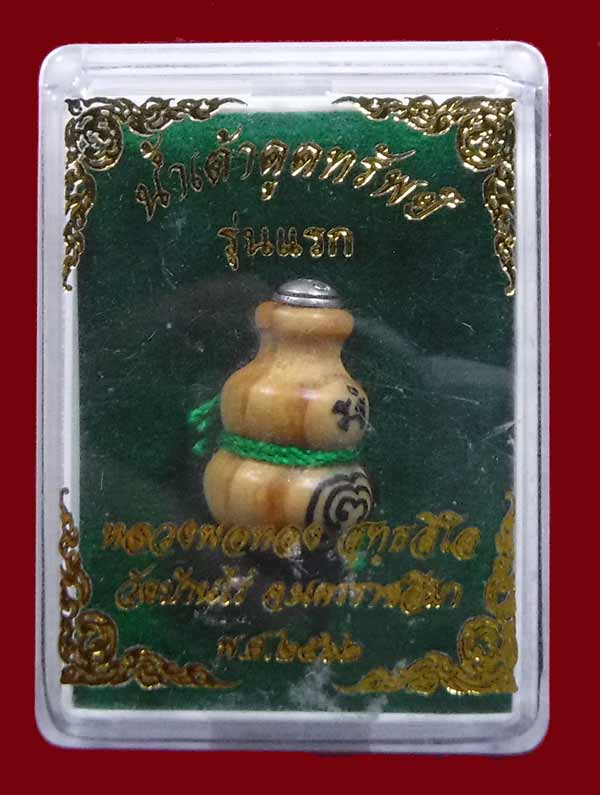 น้ำเต้าดูดทรัพย์
รุ่นแรก
หลวงพ่อทอง สุทฺธสีโล
วัดบ้านไร่ จ.นครราชสีมา
พ.ศ.๒๕๖๒